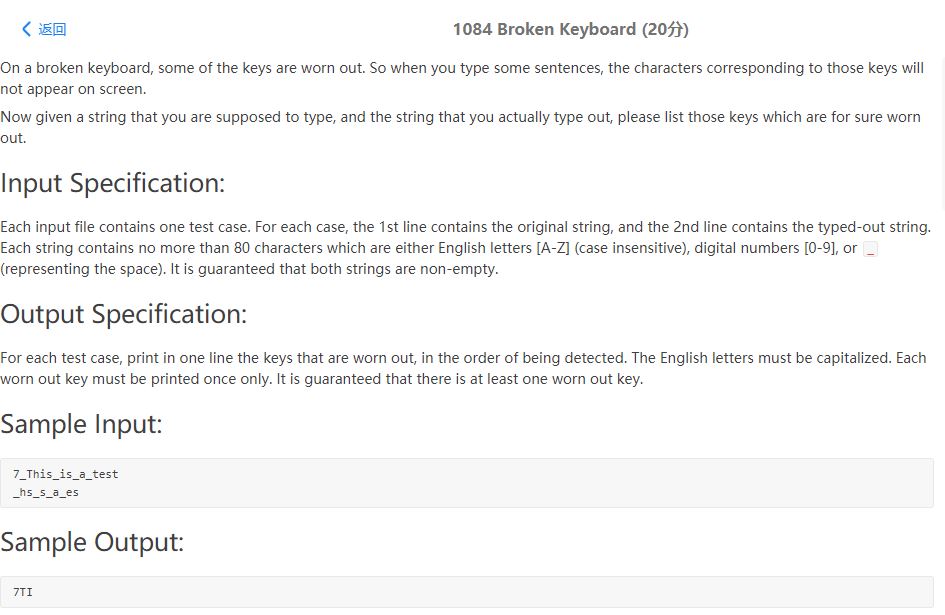 返回
1084 Broken Keyboard (20分)
On a broken keyboard, some of the keys are worn out. So when you type some sentences, the characters corresponding to those keys will
not appear on screen.
Now given a string that you are supposed to type, and the string that you actually type out, please list those keys which are for sure worn
out.
Input Specification:
Each input file contains one test case. For each case, the 1st line contains the original string, and the 2nd line contains the typed-out string.
Each string contains no more than 80 characters which are either English letters [A-Z] (case insensitive), digital numbers [0-9], or _
(representing the space). It is guaranteed that both strings are non-empty.
Output Specification:
For each test case, print in one line the keys that are worn out, in the order of being detected. The English letters must be capitalized. Each
worn out key must be printed once only. It is guaranteed that there is at least one worn out key.
Sample Input:
7_This_is_a_test
_hs_s_a_es
Sample Output:
7TI